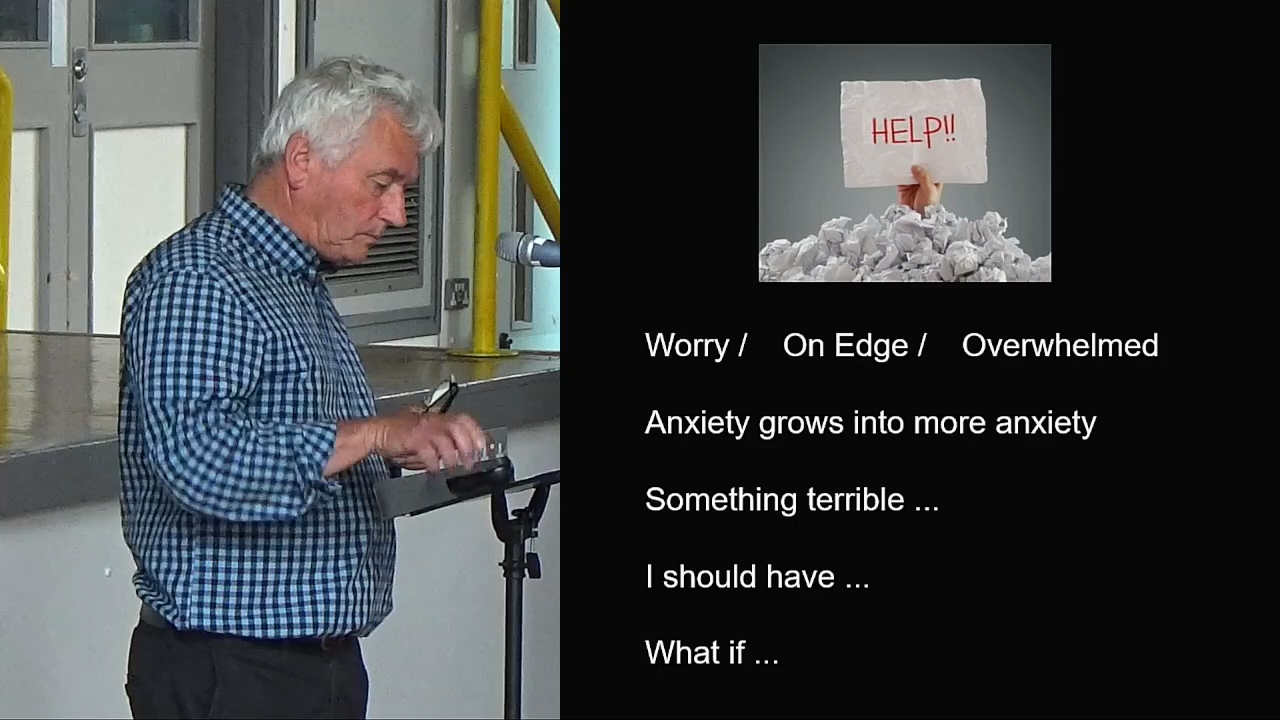 HELP!!
Worry / On Edge / Overwhelmed
Anxiety grows into more anxiety
Something terrible ...
I should have ...
What if ...